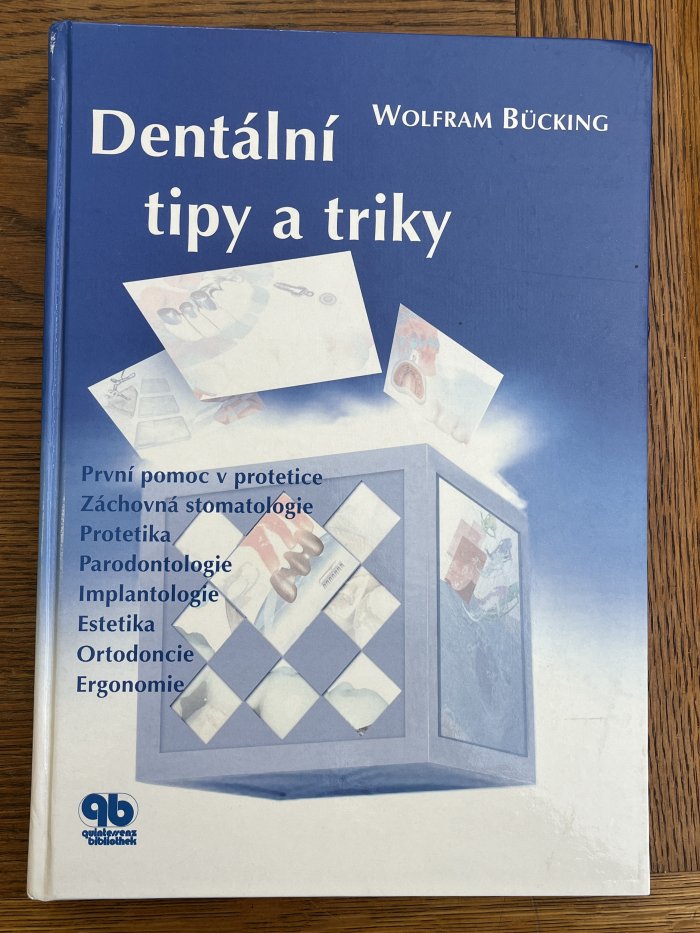 Wolfram Bücking
Dentální
tipy a triky
První pomoc v protetice
Záchovná stomatologie
Protetika
Parodontologie
Implantologie
Estetika
Ortodoncie
Ergonomie
qb
quintessenz
bibliothek